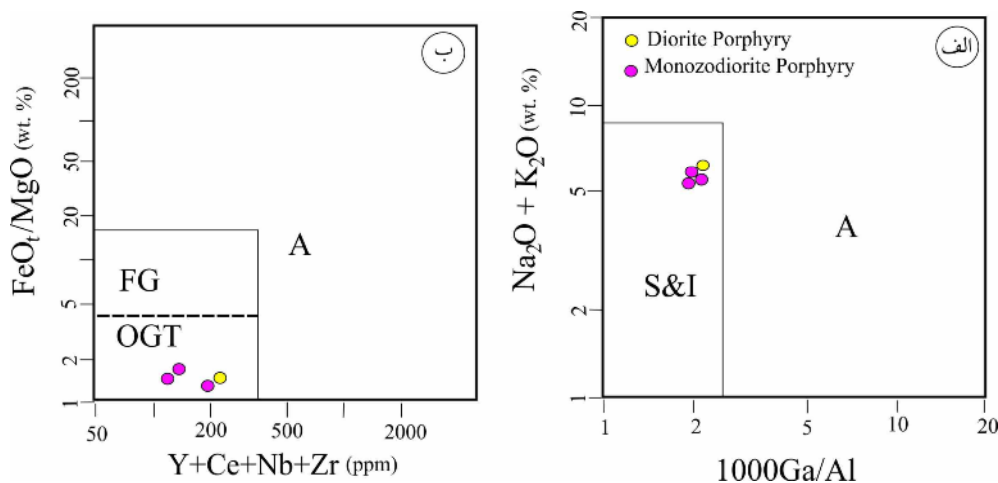 ب
FeOt/MgO (wt. %)
200
50
20
5
2
1
A
FG
OGT
50
200
500
2000
Y+Ce+Nb+Zr (ppm)
الف
Diorite Porphyry
Monozodiorite Porphyry
Na2O + K2O (wt. %)
20
10
5
2
1
A
S&I
1
2
5
10
20
1000Ga/Al